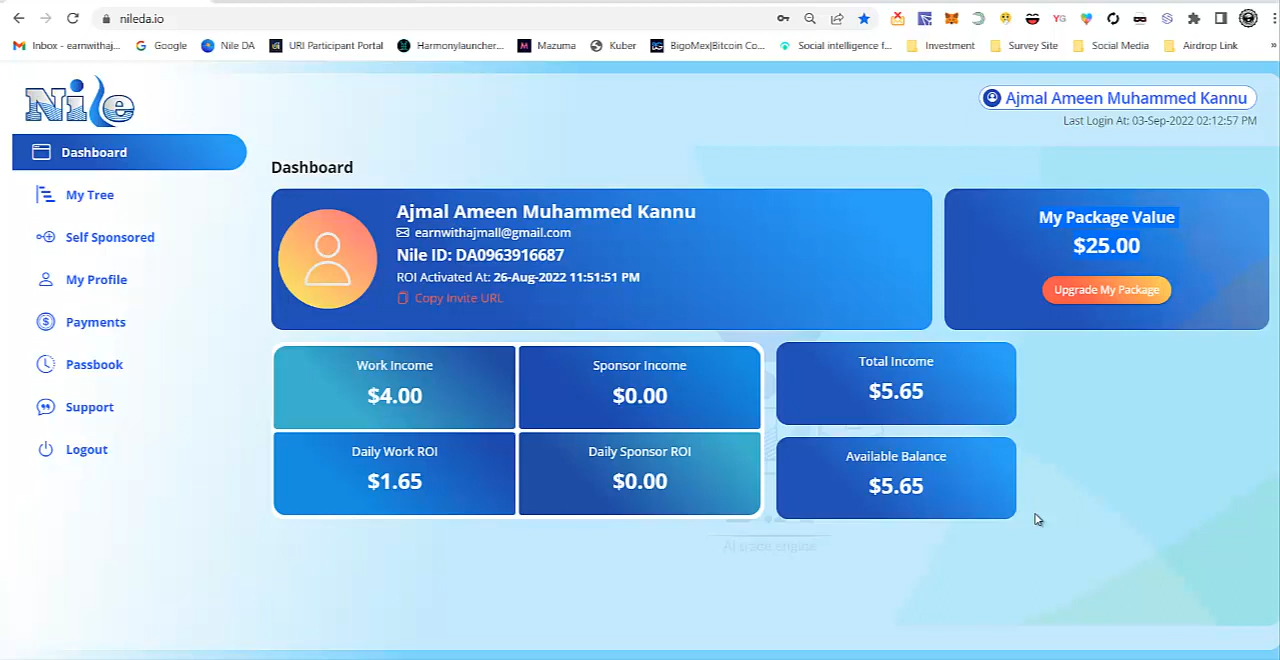 nileda.io
Inbox - earnwithaj...
Google
Nile DA
URI Participant Portal
Harmonylauncher...
Mazuma
Kuber
BigoMex|Bitcoin Co...
Social intelligence f...
Investment
Survey Site
Social Media
Airdrop Link
»
Nile
Ajmal Ameen Muhammed Kannu
Last Login At: 03-Sep-2022 02:12:57 PM
Dashboard
My Tree
Self Sponsored
My Profile
Payments
Passbook
Support
Logout
Dashboard
Ajmal Ameen Muhammed Kannu
earnwithajmall@gmail.com
Nile ID: DA0963916687
ROI Activated At: 26-Aug-2022 11:51:51 PM
Copy Invite URL
My Package Value
$25.00
Upgrade My Package
Work Income
$4.00
Sponsor Income
$0.00
Daily Work ROI
$1.65
Daily Sponsor ROI
$0.00
Total Income
$5.65
Available Balance
$5.65